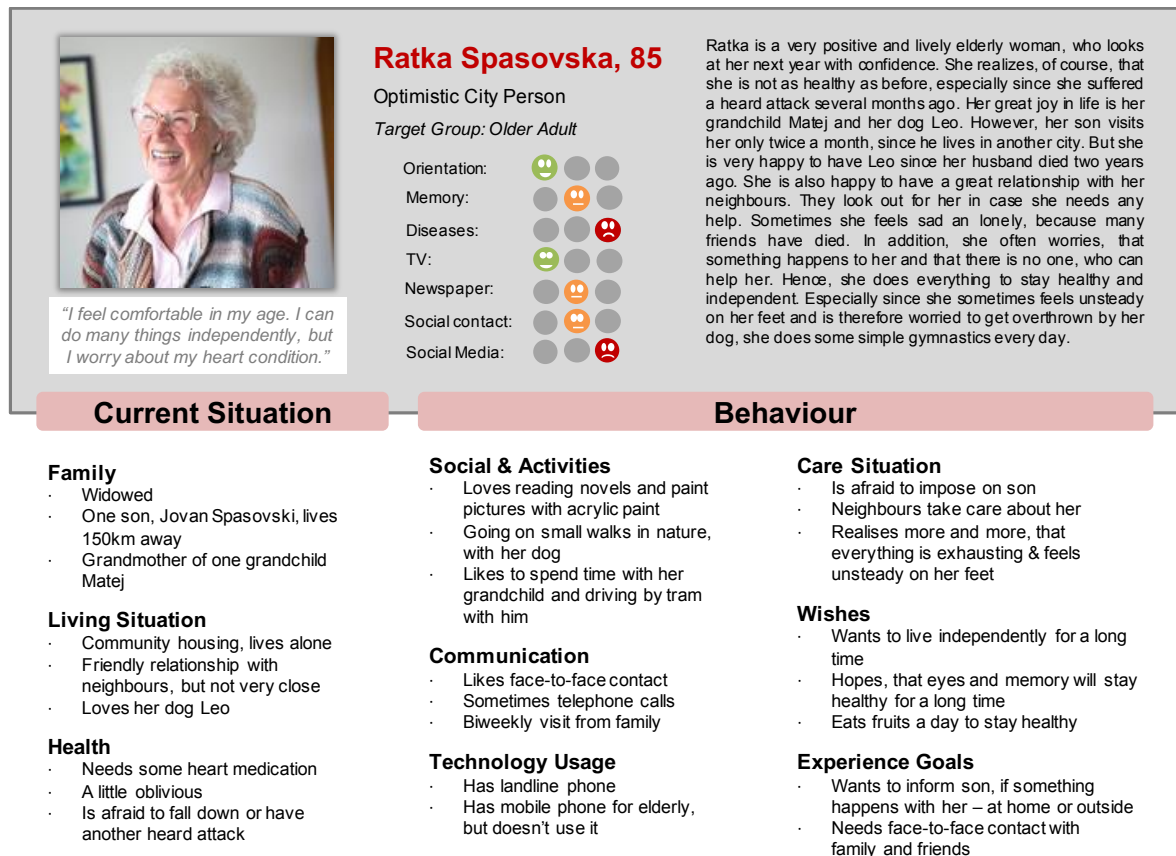 Ratka Spasovska, 85
Optimistic City Person
Target Group: Older Adult
Orientation:
Memory:
Diseases:
TV:
Newspaper:
Social contact:
Social Media:
"I feel comfortable in my age. I can
do many things independently, but
I worry about my heart condition."
Ratka is a very positive and lively elderly woman, who looks
at her next year with confidence. She realizes, of course, that
she is not as healthy as before, especially since she suffered
a heard attack several months ago. Her great joy in life is her
grandchild Matej and her dog Leo. However, her son visits
her only twice a month, since he lives in another city. But she
is very happy to have Leo since her husband died two years
ago. She is also happy to have a great relationship with her
neighbours. They look out for her in case she needs any
help. Sometimes she feels sad an lonely, because many
friends have died. In addition, she often worries, that
something happens to her and that there is no one, who can
help her. Hence, she does everything to stay healthy and
independent. Especially since she sometimes feels unsteady
on her feet and is therefore worried to get overthrown by her
dog, she does some simple gymnastics every day.
Current Situation
Family
· Widowed
· One son, Jovan Spasovski, lives
150km away
· Grandmother of one grandchild
Matej
Living Situation
· Community housing, lives alone
· Friendly relationship with
neighbours, but not very close
· Loves her dog Leo
Health
· Needs some heart medication
· A little oblivious
· Is afraid to fall down or have
another heard attack
Behaviour
Social & Activities
· Loves reading novels and paint
pictures with acrylic paint
· Going on small walks in nature,
with her dog
· Likes to spend time with her
grandchild and driving by tram
with him
Communication
· Likes face-to-face contact
· Sometimes telephone calls
· Biweekly visit from family
Technology Usage
· Has landline phone
· Has mobile phone for elderly,
but doesn't use it
Care Situation
· Is afraid to impose on son
· Neighbours take care about her
· Realises more and more, that
everything is exhausting & feels
unsteady on her feet
Wishes
· Wants to live independently for a long
time
· Hopes, that eyes and memory will stay
healthy for a long time
· Eats fruits a day to stay healthy
Experience Goals
· Wants to inform son, if something
happens with her – at home or outside
· Needs face-to-face contact with
family and friends